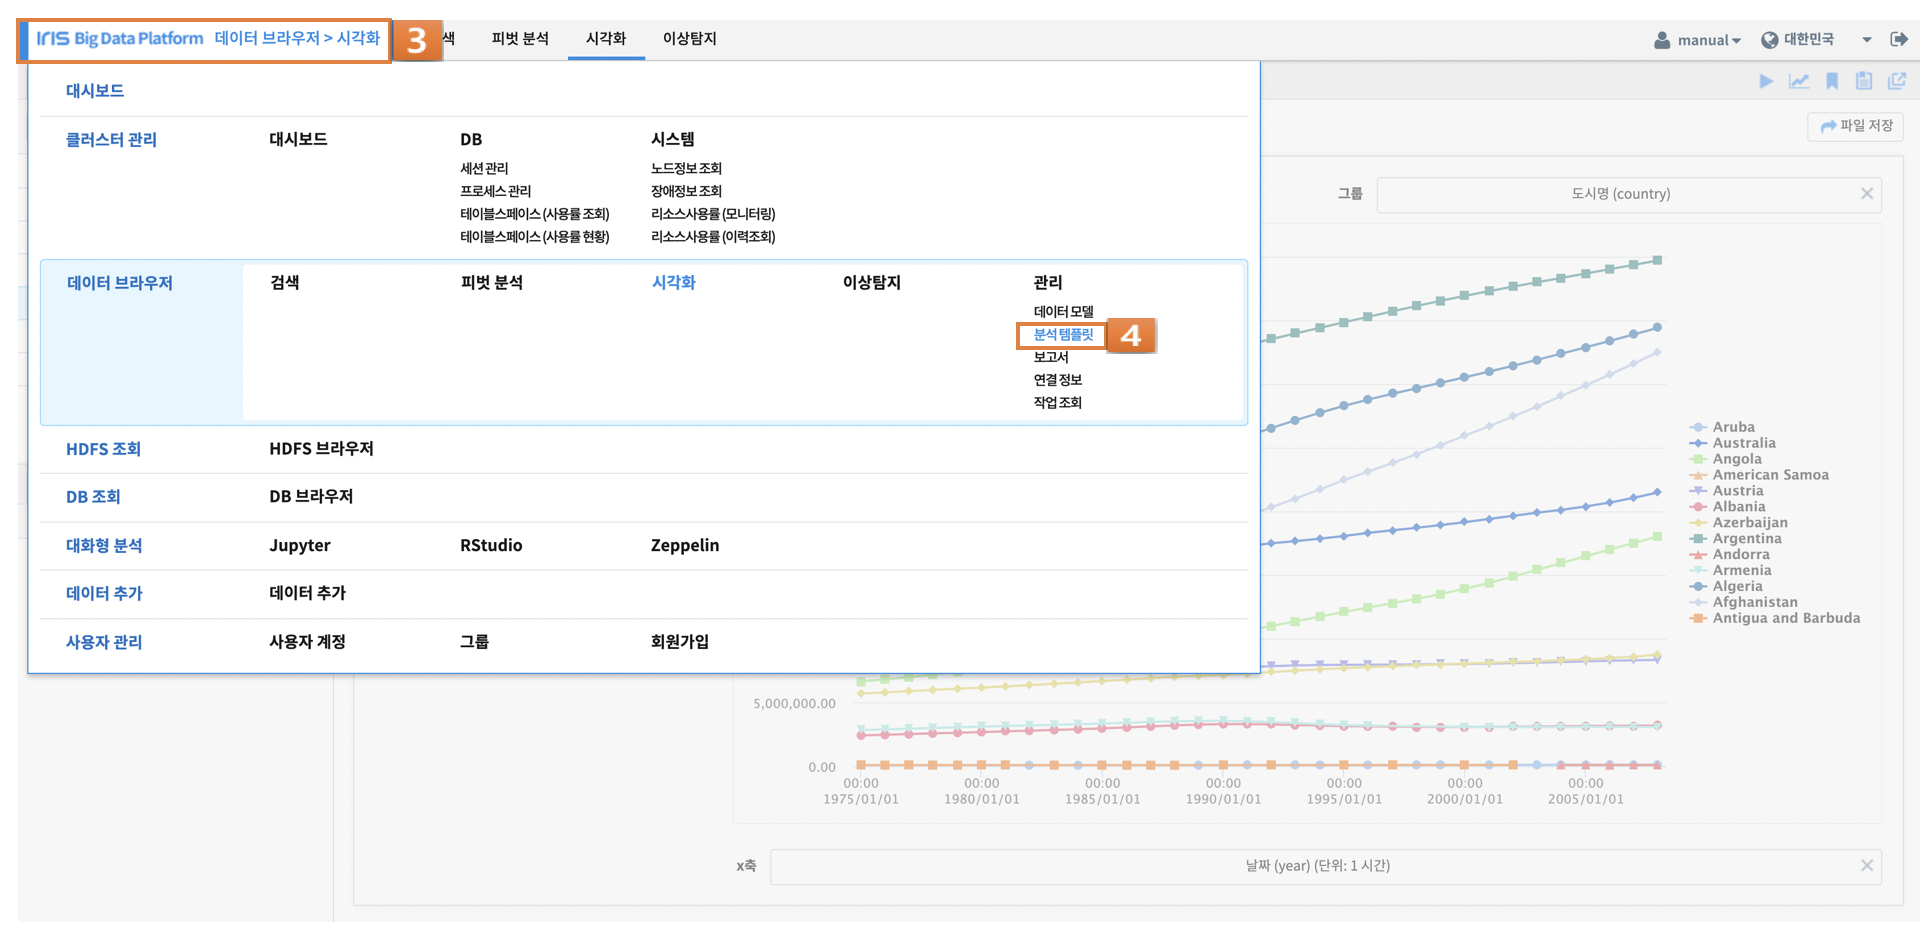 IRIS Big Data Platform 데이터 브라우저 > 시각화 3 색 피벗 분석 시각화 이상탐지 manual 대한민국
대시보드
파일 저장
클러스터 관리 대시보드 DB 시스템
세션 관리 노드정보 조회
프로세스 관리 장애정보 조회
테이블스페이스 (사용률 조회) 리소스사용률 (모니터링)
테이블스페이스 (사용률 현황) 리소스사용률 (이력조회)
그룹 도시명 (country)
데이터 브라우저 검색 피벗 분석 시각화 이상탐지 관리
데이터 모델
분석 템플릿 4
보고서
연결 정보
작업 조회
HDFS 조회 HDFS 브라우저
DB 조회 DB 브라우저
대화형 분석 Jupyter RStudio Zeppelin
데이터 추가 데이터 추가
사용자 관리 사용자 계정 그룹 회원가입
Aruba
Australia
Angola
American Samoa
Austria
Albania
Azerbaijan
Argentina
Andorra
Armenia
Algeria
Afghanistan
Antigua and Barbuda
5,000,000.00
0.00
00:00 00:00 00:00 00:00 00:00 00:00 00:00
1975/01/01 1980/01/01 1985/01/01 1990/01/01 1995/01/01 2000/01/01 2005/01/01
x축 날짜 (year) (단위: 1 시간)